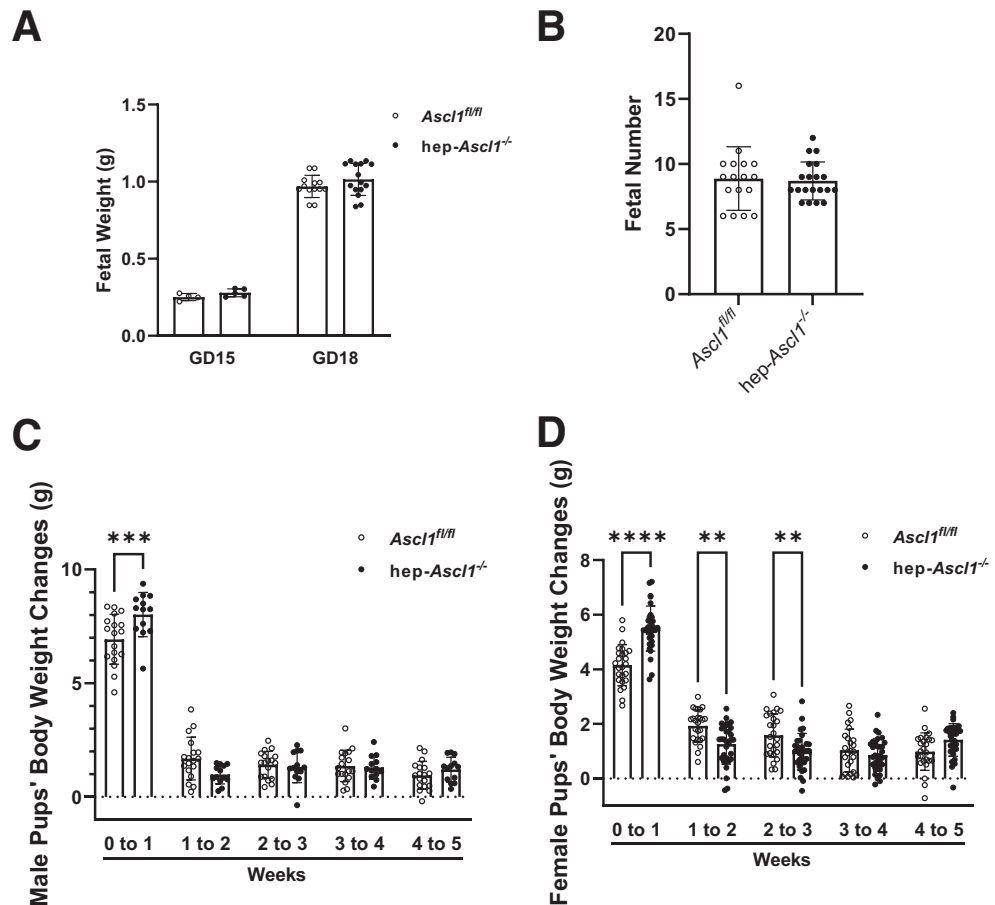 A
Fetal Weight (g)
1.5
1.0
0.5
0.0
GD15
GD18
Ascl1fl/fl
hep-Ascl1-/-
B
Fetal Number
20
15
10
5
0
Ascl1fl/fl
hep-Ascl1-/-
C
Male Pups' Body Weight Changes (g)
10
5
0
***
Ascl1fl/fl
hep-Ascl1-/-
0 to 1
1 to 2
2 to 3
3 to 4
4 to 5
Weeks
D
Female Pups' Body Weight Changes (g)
8
6
4
2
0
****
**
**
Ascl1fl/fl
hep-Ascl1-/-
0 to 1
1 to 2
2 to 3
3 to 4
4 to 5
Weeks